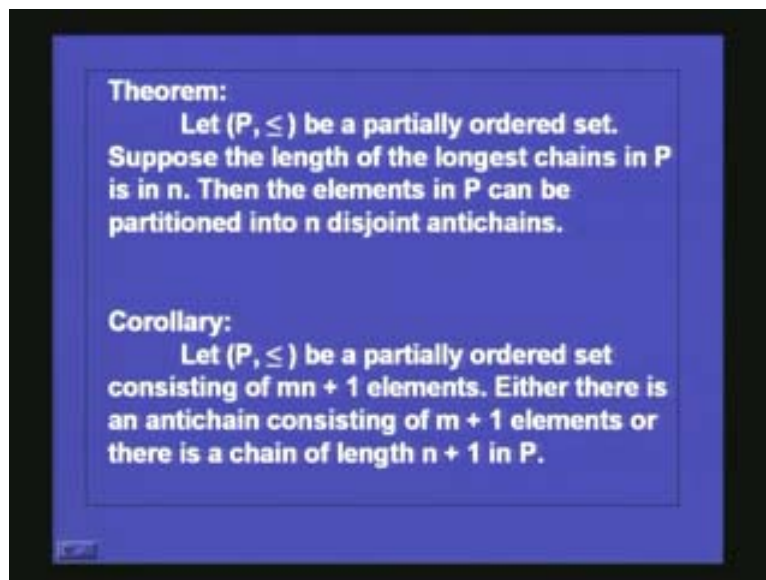 Theorem:
Let (P, ≤ ) be a partially ordered set.
Suppose the length of the longest chains in P
is in n. Then the elements in P can be
partitioned into n disjoint antichains.
Corollary:
Let (P, ≤ ) be a partially ordered set
consisting of mn + 1 elements. Either there is
an antichain consisting of m + 1 elements or
there is a chain of length n + 1 in P.